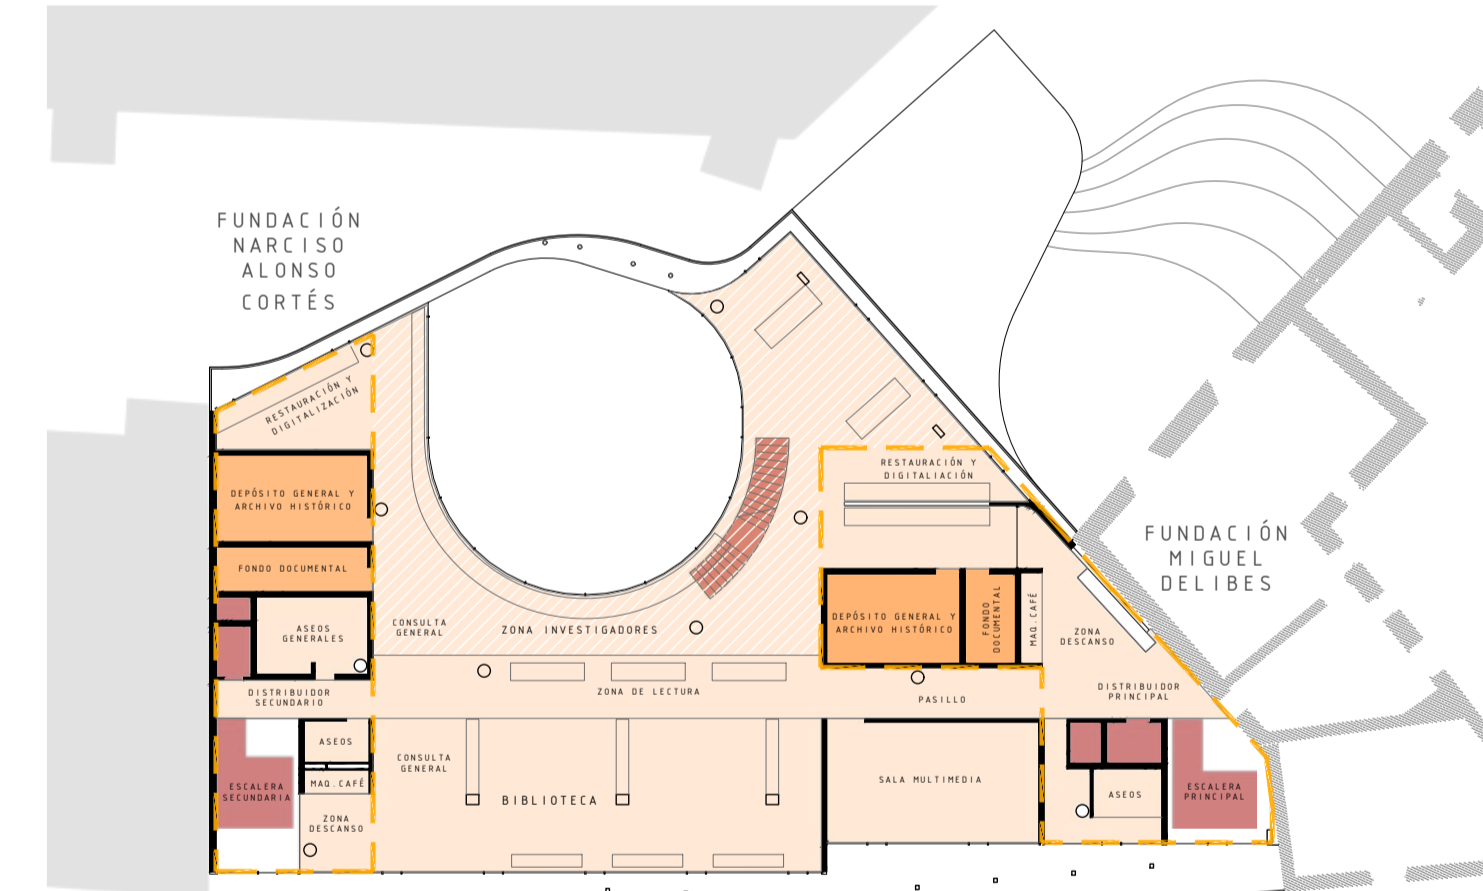 FUNDACIÓN
NARCISO
ALONSO
CORTÉS
RESTAURACIÓN Y
DIGITALIZACIÓN
DEPÓSITO GENERAL Y
ARCHIVO HISTÓRICO
FONDO DOCUMENTAL
ASEOS
GENERALES
DISTRIBUIDOR
SECUNDARIO
ESCALERA
SECUNDARIA
ASEOS
MAQ. CAFÉ
ZONA
DESCANSO
CONSULTA
GENERAL
ZONA INVESTIGADORES
ZONA DE LECTURA
CONSULTA
GENERAL
BIBLIOTECA
RESTAURACIÓN Y
DIGITALIACIÓN
DEPÓSITO GENERAL Y
ARCHIVO HISTÓRICO
FONDO
DOCUMENTAL
MAQ. CAFÉ
ZONA
DESCANSO
PASILLO
DISTRIBUIDOR
PRINCIPAL
SALA MULTIMEDIA
ASEOS
ESCALERA
PRINCIPAL
FUNDACIÓN
MIGUEL
DELIBES